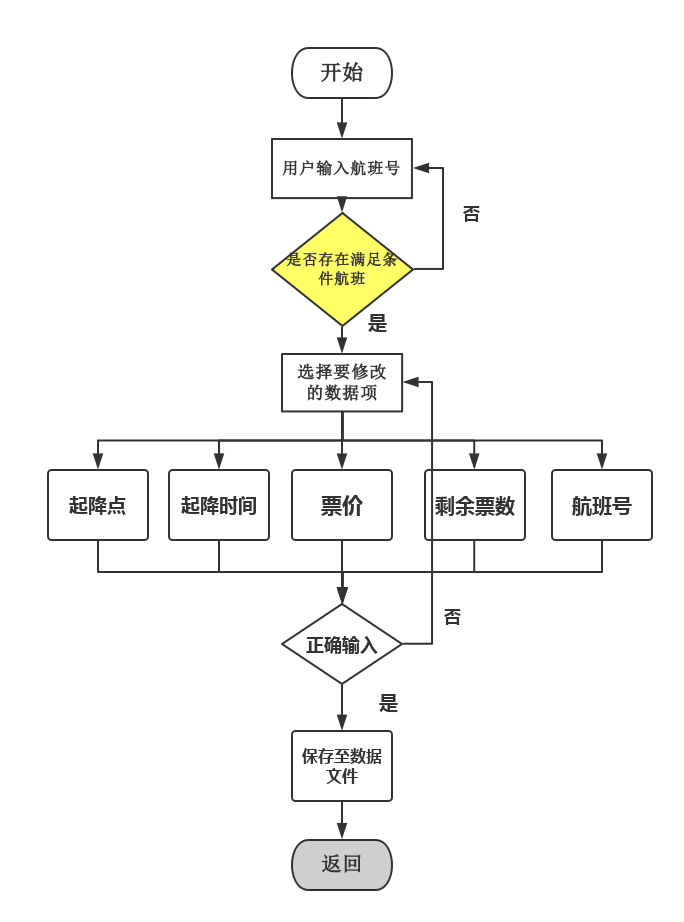 开始
用户输入航班号
否
是否存在满足条
件航班
是
选择要修改
的数据项
起降点
起降时间
票价
剩余票数
航班号
否
正确输入
是
保存至数据
文件
返回